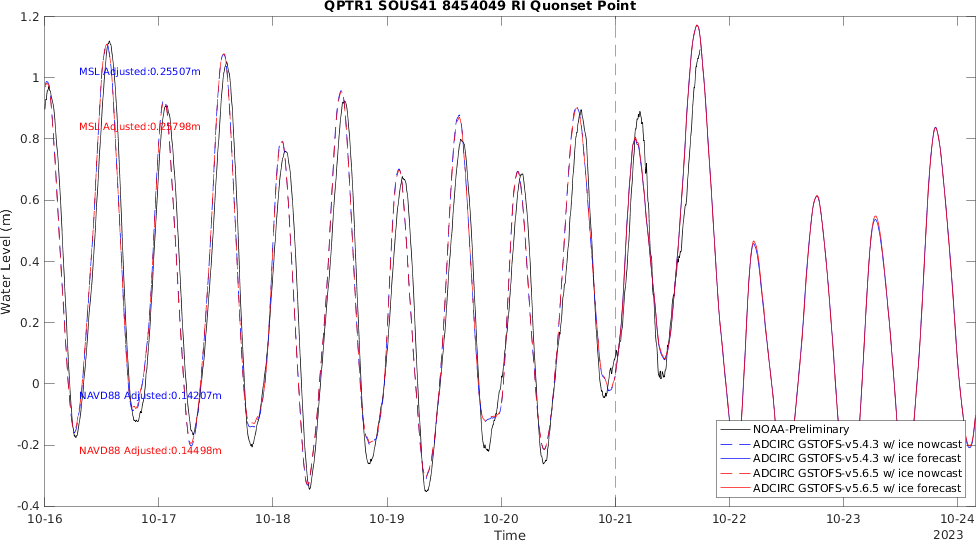 QPTR1 SOUS41 8454049 RI Quonset Point
1.2
1
0.8
0.6
0.4
0.2
0
-0.2
-0.4
Water Level (m)
MSL Adjusted:0.25507m
MSL Adjusted:0.25798m
NAVD88 Adjusted:0.14207m
NAVD88 Adjusted:0.14498m
NOAA-Preliminary
ADCIRC GSTOFS-v5.4.3 w/ ice nowcast
ADCIRC GSTOFS-v5.4.3 w/ ice forecast
ADCIRC GSTOFS-v5.6.5 w/ ice nowcast
ADCIRC GSTOFS-v5.6.5 w/ ice forecast
10-16 10-17 10-18 10-19 10-20 10-21 10-22 10-23 10-24
Time
2023